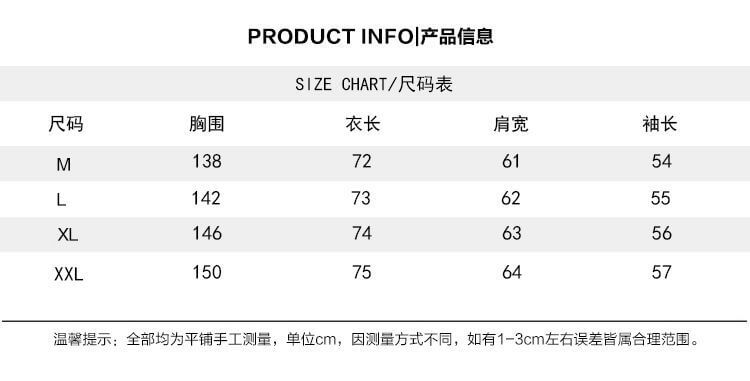 PRODUCT INFO|产品信息
SIZE CHART/尺码表
尺码 胸围 衣长 肩宽 袖长
M 138 72 61 54
L 142 73 62 55
XL 146 74 63 56
XXL 150 75 64 57
温馨提示：全部均为平铺手工测量，单位cm，因测量方式不同，如有1-3cm左右误差皆属合理范围。